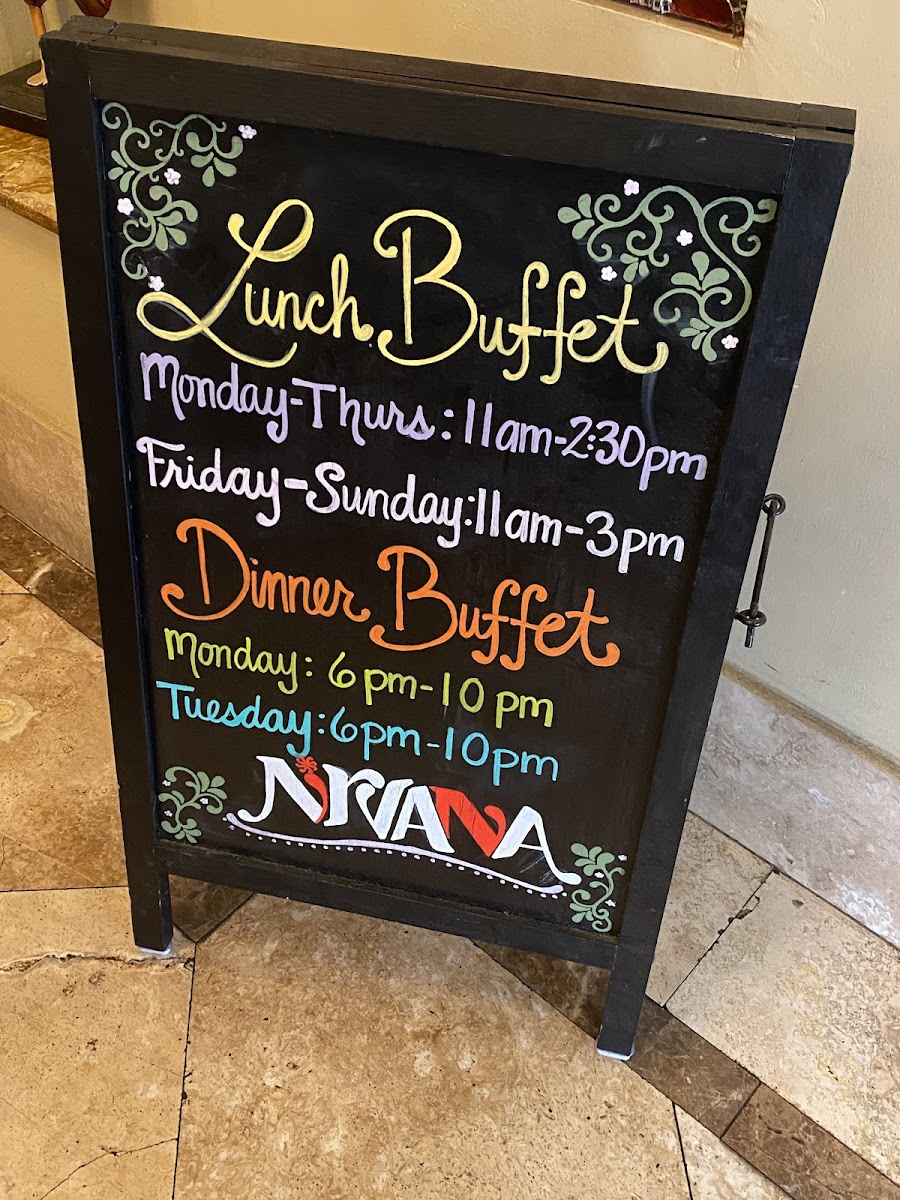 Lunch Buffet
Monday-Thurs: 11am-2:30pm
Friday-Sunday: 11am-3pm
Dinner Buffet
Monday: 6pm-10pm
Tuesday: 6pm-10pm
NIRVANA